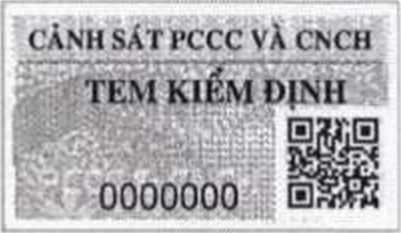 CẢNH SÁT PCCC VÀ CNCH
TEM KIỂM ĐỊNH
0000000